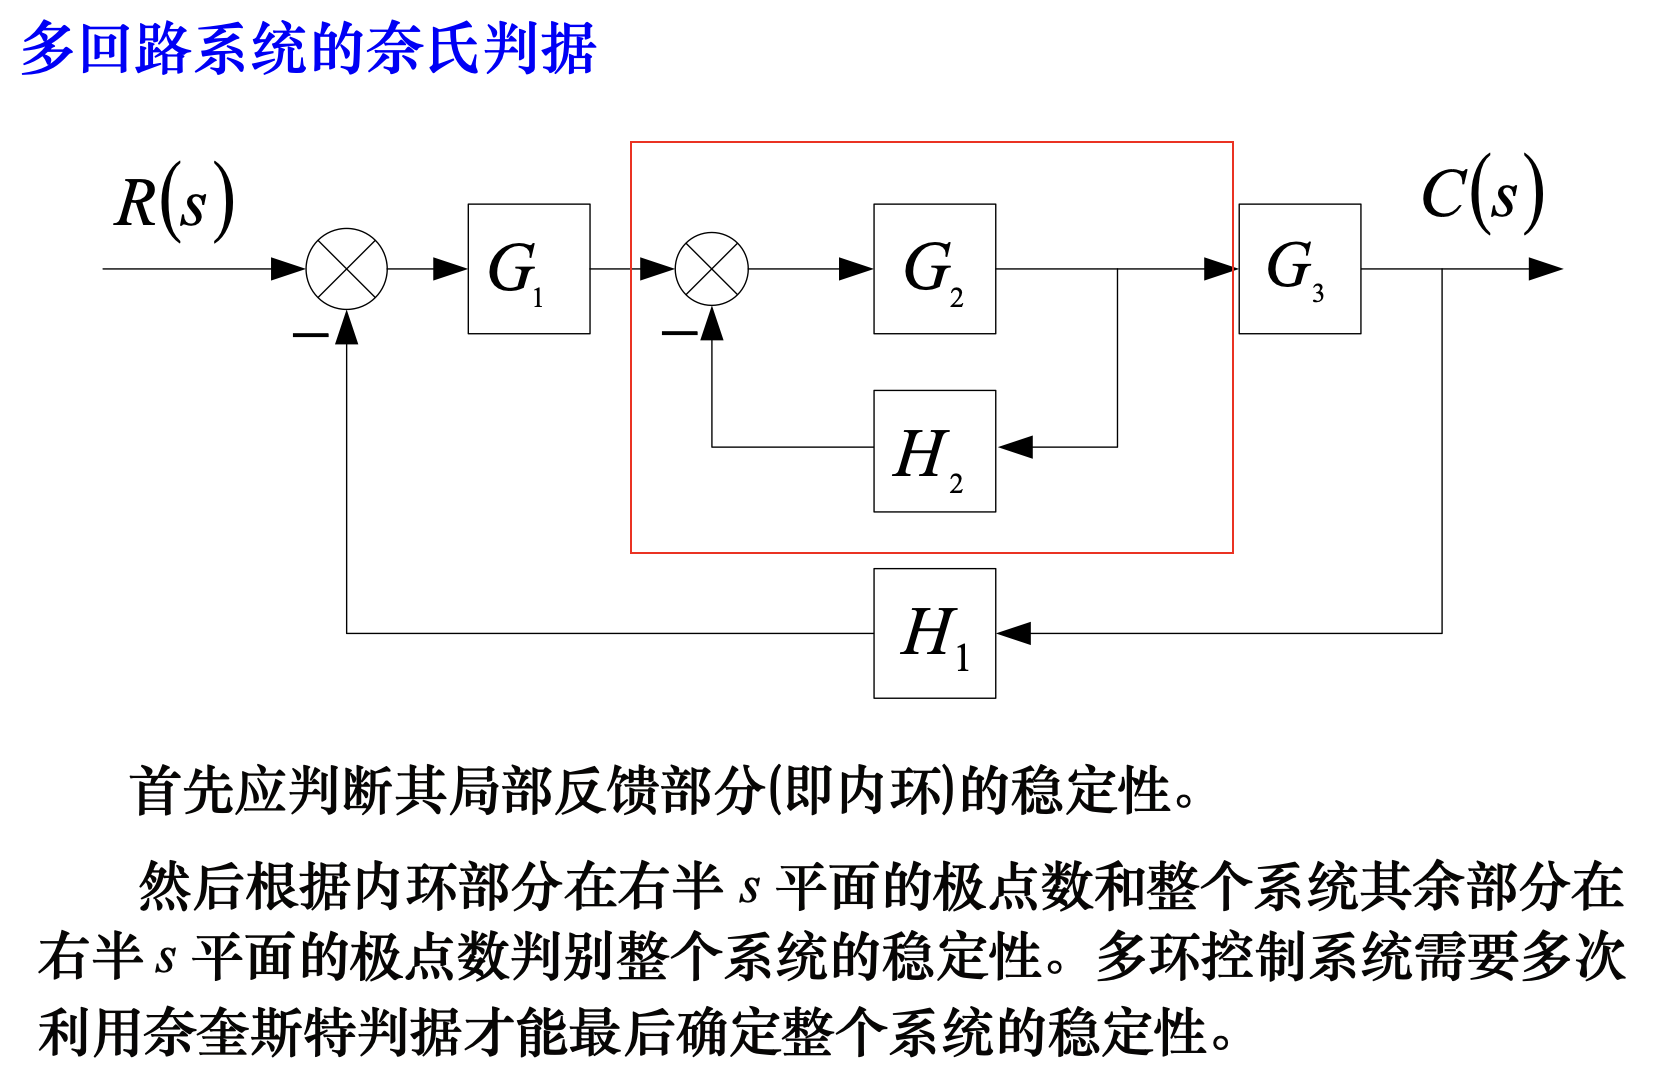 多回路系统的奈氏判据
R(s)
C(s)
G₁
G₂
G₃
−
−
H₂
H₁
首先应判断其局部反馈部分(即内环)的稳定性。
然后根据内环部分在右半 s 平面的极点数和整个系统其余部分在
右半 s 平面的极点数判别整个系统的稳定性。多环控制系统需要多次
利用奈奎斯特判据才能最后确定整个系统的稳定性。